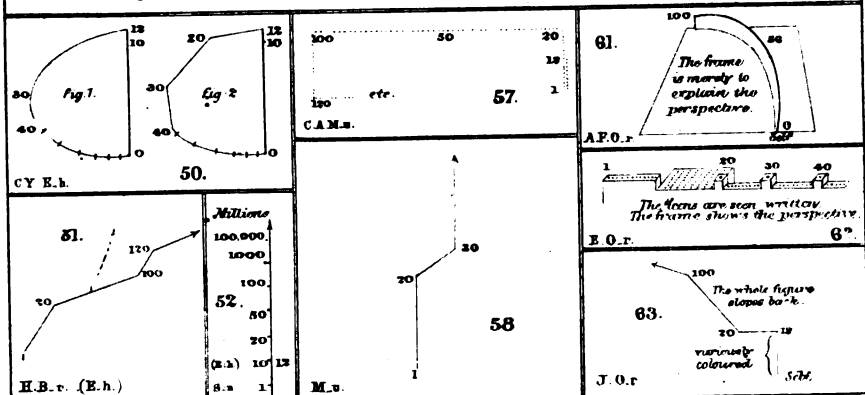 12
10
30
fig.1.
40
0
12
10
20
30
fig 2
40
0
CY E.h.
50.
100
50
20
12
1
120
etc.
57.
C.A M.u.
61.
100
The frame
is merely to
explain the
perspective.
0
Self
A.F.O.r
1
20
30
40
The teens are seen written
The frame shows the perspective.
E.O.r.
51.
120
100
20
H.B.r. (E.h.)
Millions
100,000.
1000
100
52.
50
20
(E.h) 10 12
S.a 1
30
20
58
1
M.u.
100
The whole figure
slopes back.
63.
20
12
variously
coloured
Self.
J.O.r